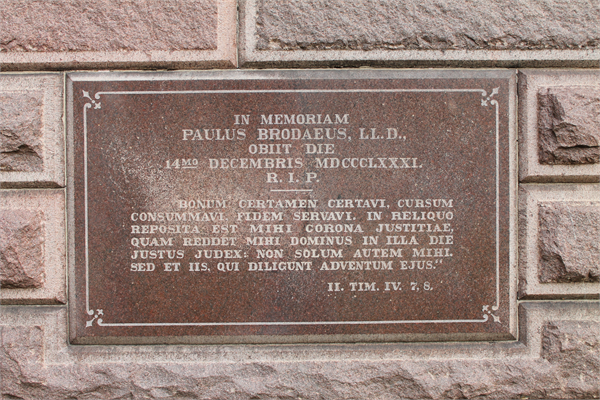 IN MEMORIAM
PAULUS BRODAEUS, LL.D.,
OBIIT DIE
14MO DECEMBRIS MDCCCLXXXI.
R. I. P.
BONUM CERTAMEN CERTAVI, CURSUM
CONSUMMAVI, FIDEM SERVAVI. IN RELIQUO
REPOSITA EST MIHI CORONA JUSTITIAE,
QUAM REDDET MIHI DOMINUS IN ILLA DIE
JUSTUS JUDEX: NON SOLUM AUTEM MIHI.
SED ET IIS, QUI DILIGUNT ADVENTUM EJUS."
II. TIM. IV. 7, 8.